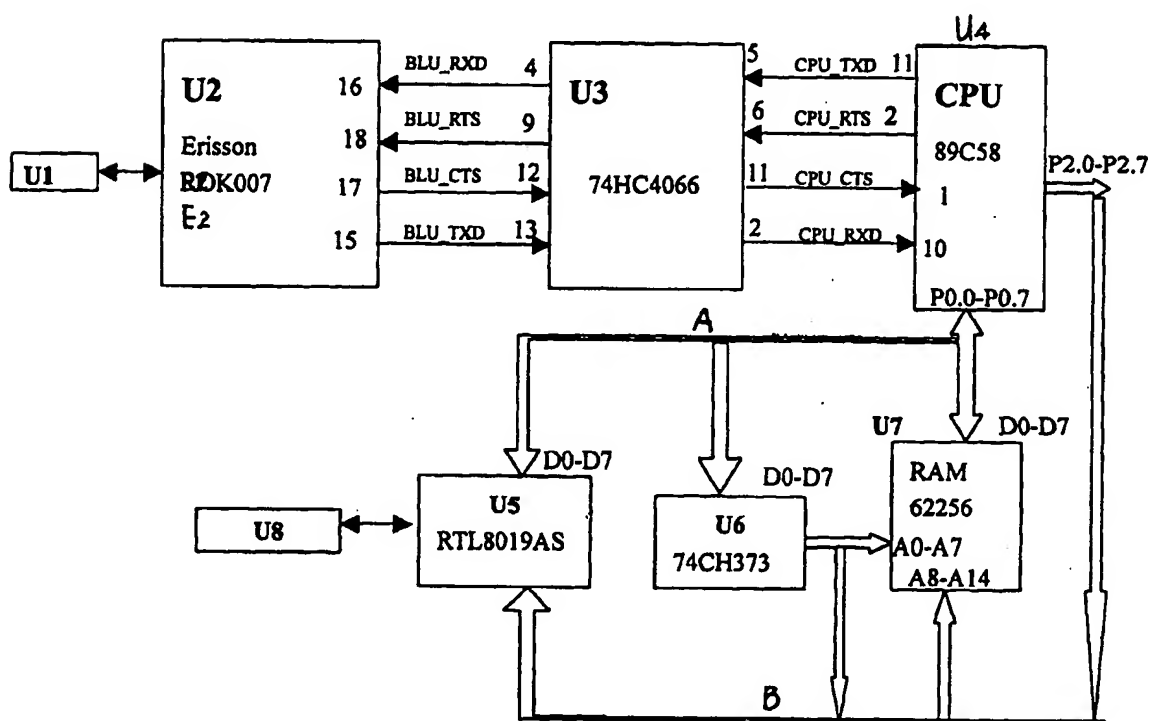 U4
U2
Erisson
DK007
E2
16
18
17
15
BLU_RXD
BLU_RTS
BLU_CTS
BLU_TXD
4
9
12
13
U3
74HC4066
5
6
11
2
CPU_TXD
CPU_RTS
CPU_CTS
CPU_RXD
11
2
1
10
CPU
89C58
P0.0-P0.7
P2.0-P2.7
U1
A
D0-D7
U5
RTL8019AS
U8
D0-D7
U6
74CH373
U7
D0-D7
RAM
62256
A0-A7
A8-A14
B